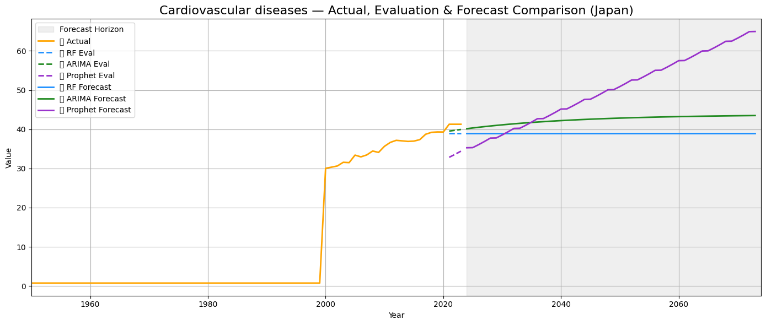 Cardiovascular diseases — Actual, Evaluation & Forecast Comparison (Japan)
Forecast Horizon
▯ Actual
▯ RF Eval
▯ ARIMA Eval
▯ Prophet Eval
▯ RF Forecast
▯ ARIMA Forecast
▯ Prophet Forecast
Value
60
50
40
30
20
10
0
1960
1980
2000
2020
2040
2060
Year